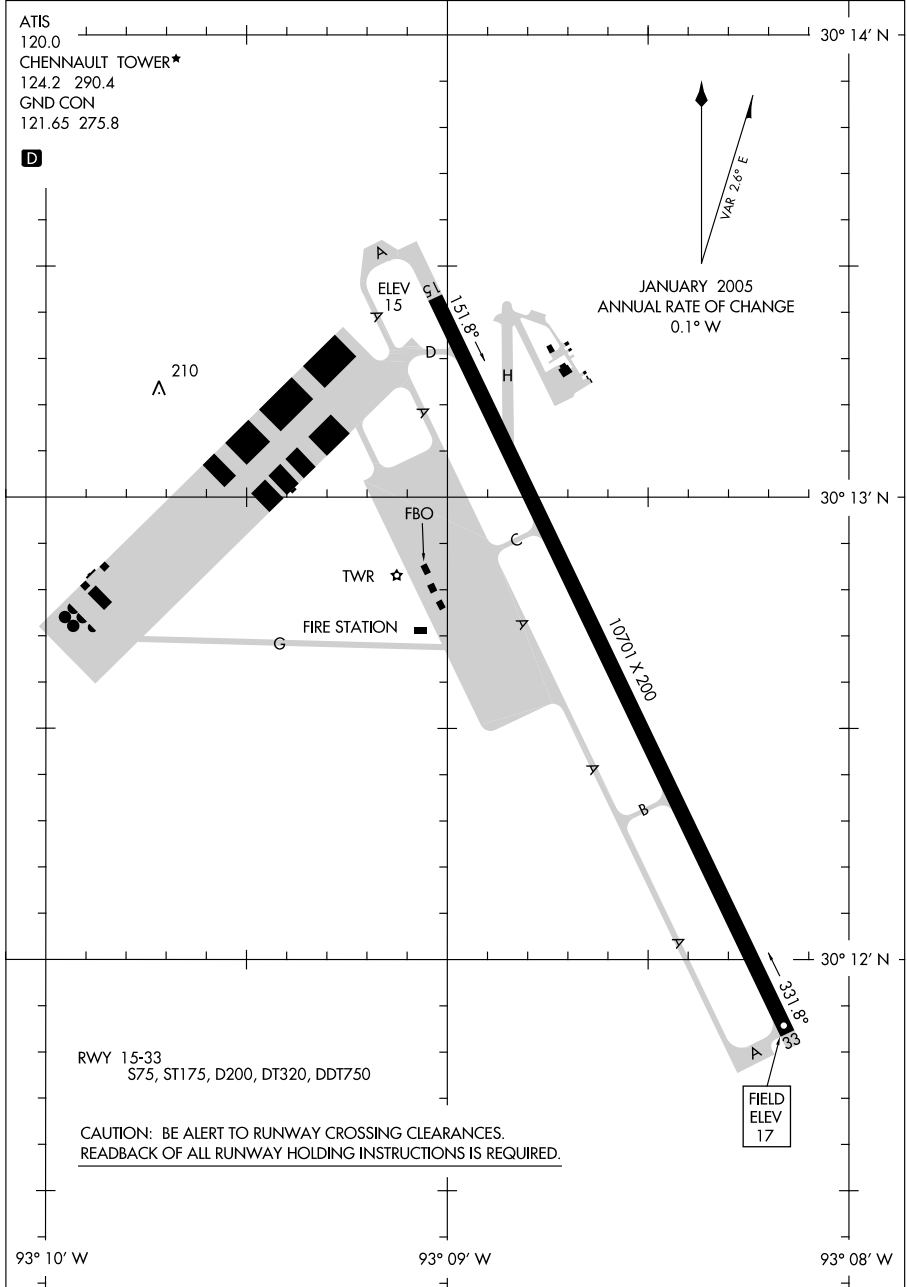 ATIS
120.0
CHENNAULT TOWER★
124.2 290.4
GND CON
121.65 275.8
D
30° 14' N
VAR 2.6° E
JANUARY 2005
ANNUAL RATE OF CHANGE
0.1° W
A
ELEV
15
A
15
151.8°
D
H
210
A
30° 13' N
FBO
C
TWR
A
FIRE STATION
G
10701 X 200
A
B
A
30° 12' N
331.8°
33
A
RWY 15-33
S75, ST175, D200, DT320, DDT750
FIELD
ELEV
17
CAUTION: BE ALERT TO RUNWAY CROSSING CLEARANCES.
READBACK OF ALL RUNWAY HOLDING INSTRUCTIONS IS REQUIRED.
93° 10' W
93° 09' W
93° 08' W